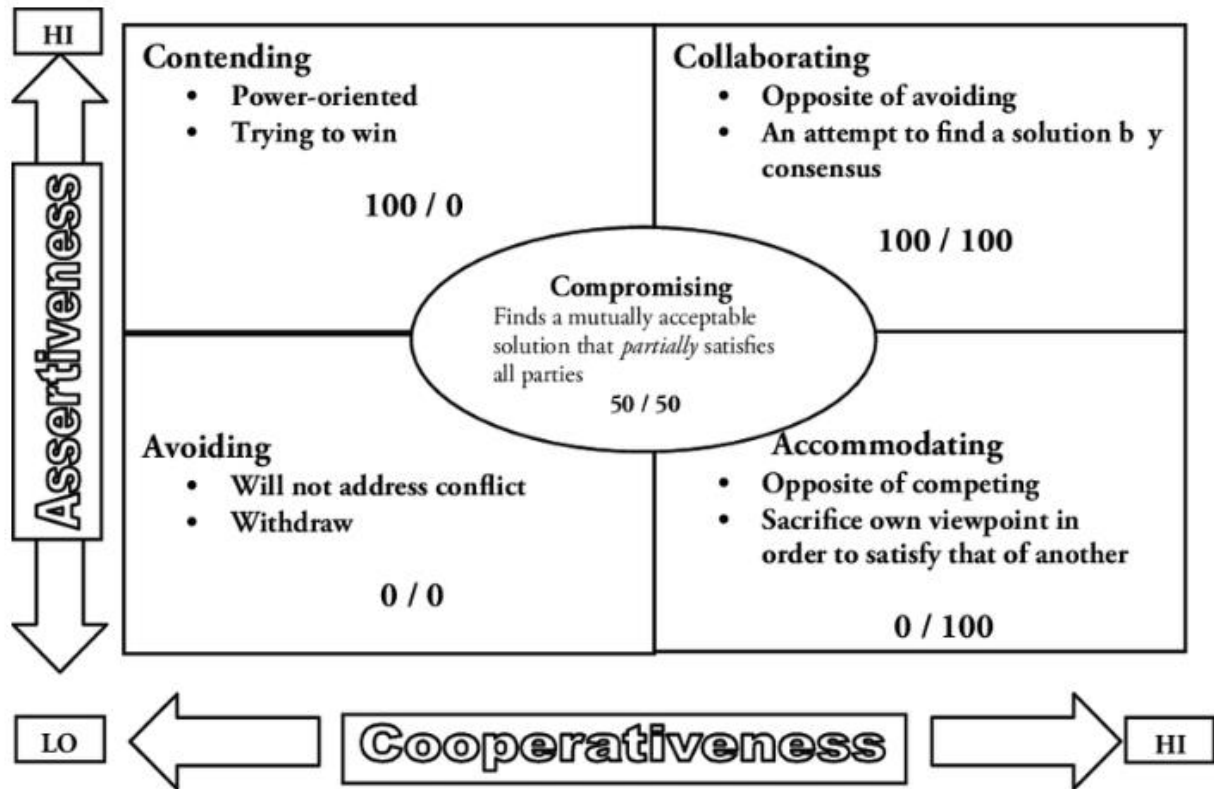 HI
Assertiveness
LO
Contending
• Power-oriented
• Trying to win
100 / 0
Collaborating
• Opposite of avoiding
• An attempt to find a solution b y
consensus
100 / 100
Compromising
Finds a mutually acceptable
solution that partially satisfies
all parties
50 / 50
Avoiding
• Will not address conflict
• Withdraw
0 / 0
Accommodating
• Opposite of competing
• Sacrifice own viewpoint in
order to satisfy that of another
0 / 100
Cooperativeness
HI